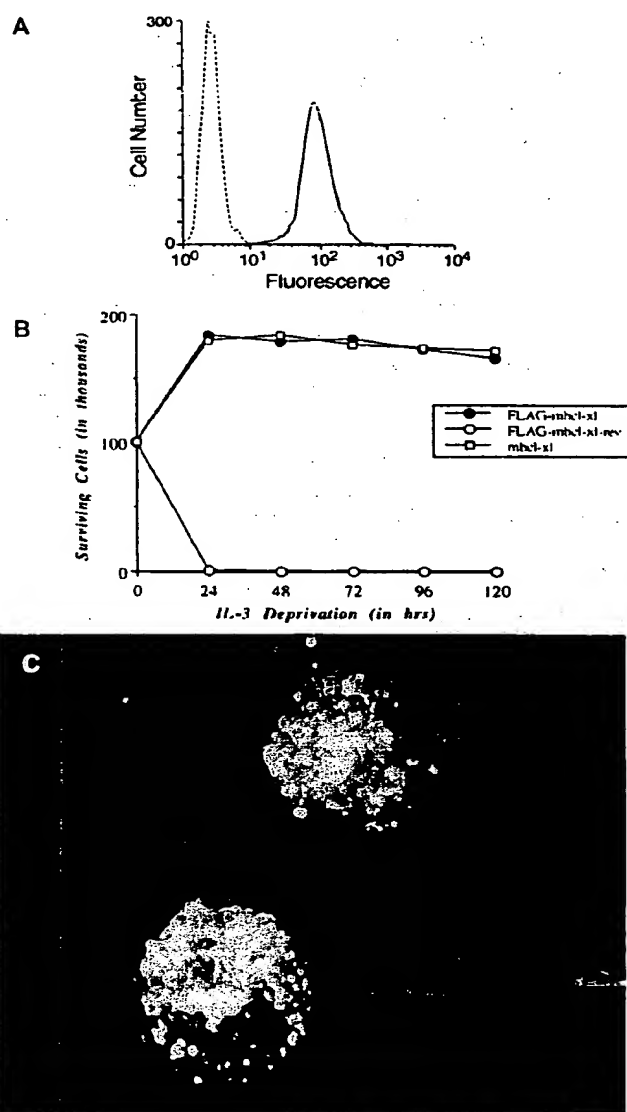 A
300
Cell Number
0
10⁰ 10¹ 10² 10³ 10⁴
Fluorescence
B
200
Surviving Cells (in thousands)
100
FLAG-mbcl-xl
FLAG-mbcl-xl-rev
mbcl-xl
0
0 24 48 72 96 120
IL-3 Deprivation (in hrs)
C